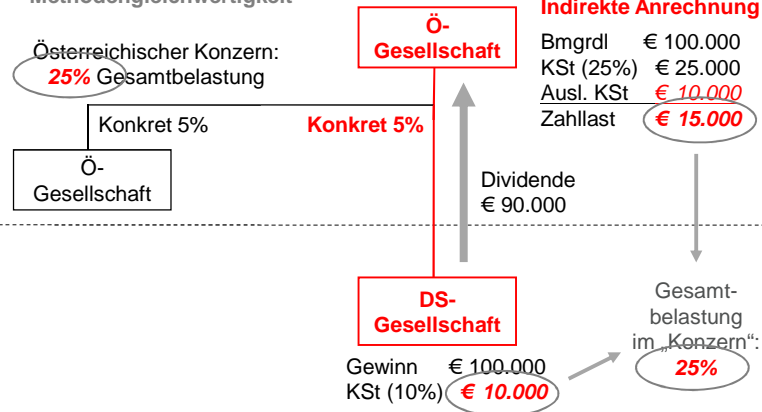 Methodengleichwertigkeit
Österreichischer Konzern:
25% Gesamtbelastung
Ö-
Gesellschaft
Indirekte Anrechnung
Bmgrdl € 100.000
KSt (25%) € 25.000
Ausl. KSt € 10.000
Zahllast € 15.000
Konkret 5%
Konkret 5%
Ö-
Gesellschaft
Dividende
€ 90.000
DS-
Gesellschaft
Gewinn € 100.000
KSt (10%) € 10.000
Gesamt-
belastung
im „Konzern“:
25%